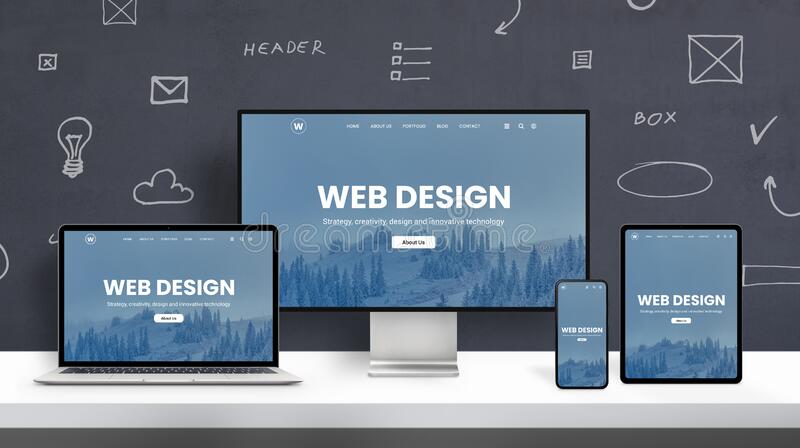 HEADER
BOX
W
HOME ABOUT US PORTFOLIO BLOG CONTACT
WEB DESIGN
Strategy, creativity, design and innovative technology
About Us
W
HOME ABOUT US PORTFOLIO BLOG CONTACT
WEB DESIGN
Strategy, creativity, design and innovative technology
About Us
WEB DESIGN
WEB DESIGN
Strategy, creativity, design and innovative technology
About Us
dreamstime